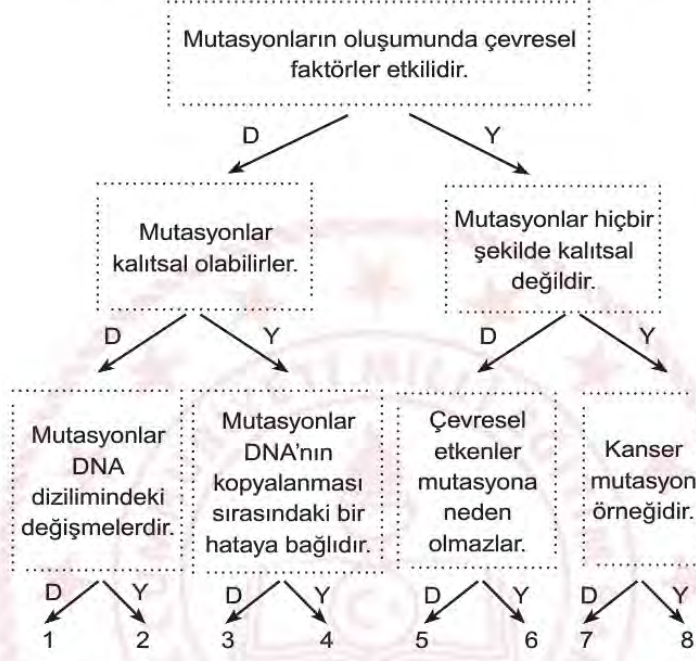 Mutasyonların oluşumunda çevresel
faktörler etkilidir.
D
Y
Mutasyonlar
kalıtsal olabilirler.
Mutasyonlar hiçbir
şekilde kalıtsal
değildir.
D
Y
D
Y
Mutasyonlar
DNA
dizilimindeki
değişmelerdir.
Mutasyonlar
DNA'nın
kopyalanması
sırasındaki bir
hataya bağlıdır.
Çevresel
etkenler
mutasyona
neden
olmazlar.
Kanser
mutasyon
örneğidir.
D
Y
D
Y
D
Y
D
Y
1
2
3
4
5
6
7
8